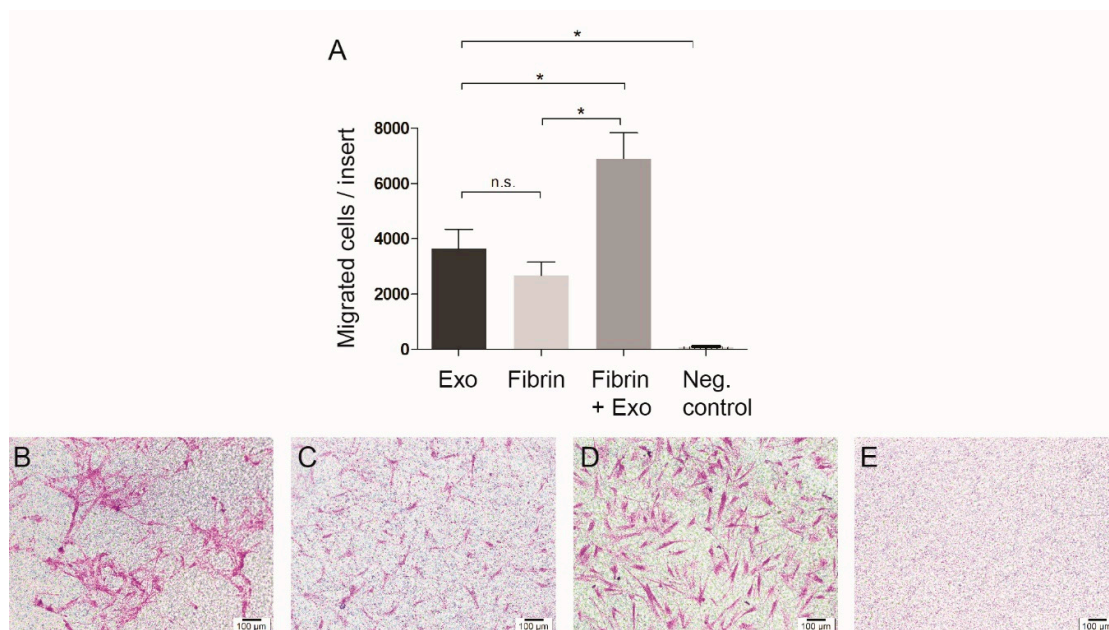 A
*
*
*
n.s.
8000
6000
4000
2000
0
Migrated cells / insert
Exo
Fibrin
Fibrin
+ Exo
Neg.
control
B
100 µm
C
100 µm
D
100 µm
E
100 µm